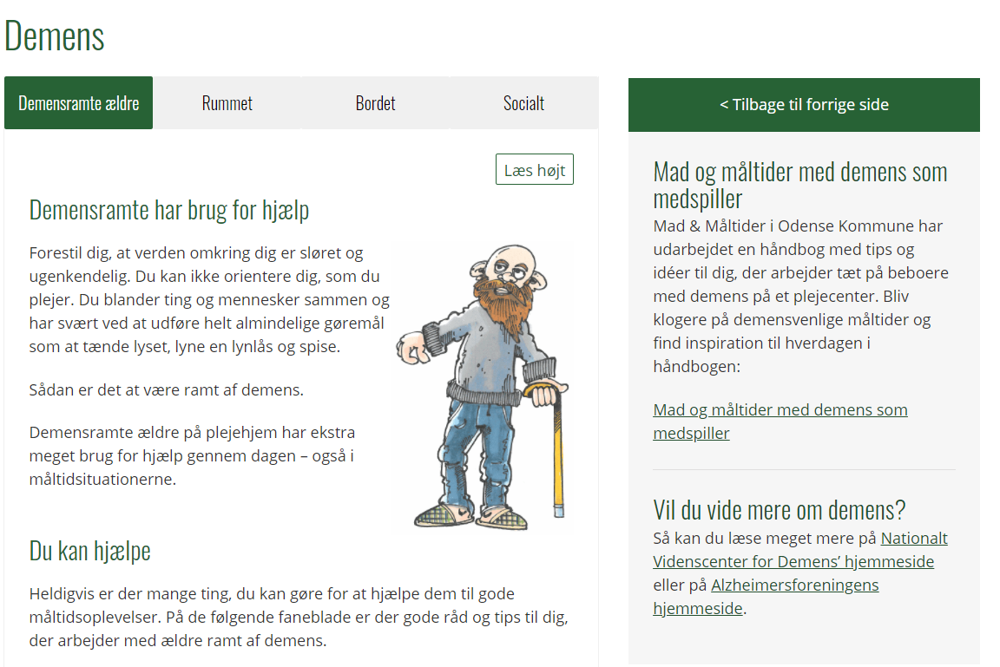 Demens
Demensramte ældre
Rummet
Bordet
Socialt
Læs højt
Demensramte har brug for hjælp
Forestil dig, at verden omkring dig er sløret og
ugenkendelig. Du kan ikke orientere dig, som du
plejer. Du blander ting og mennesker sammen og
har svært ved at udføre helt almindelige gøremål
som at tænde lyset, lyne en lynlås og spise.
Sådan er det at være ramt af demens.
Demensramte ældre på plejehjem har ekstra
meget brug for hjælp gennem dagen – også i
måltidsituationerne.
Du kan hjælpe
Heldigvis er der mange ting, du kan gøre for at hjælpe dem til gode
måltidsoplevelser. På de følgende faneblade er der gode råd og tips til dig,
der arbejder med ældre ramt af demens.
< Tilbage til forrige side
Mad og måltider med demens som
medspiller
Mad & Måltider i Odense Kommune har
udarbejdet en håndbog med tips og
idéer til dig, der arbejder tæt på beboere
med demens på et plejecenter. Bliv
klogere på demensvenlige måltider og
find inspiration til hverdagen i
håndbogen:
Mad og måltider med demens som
medspiller
Vil du vide mere om demens?
Så kan du læse meget mere på Nationalt
Videnscenter for Demens’ hjemmeside
eller på Alzheimersforeningens
hjemmeside.